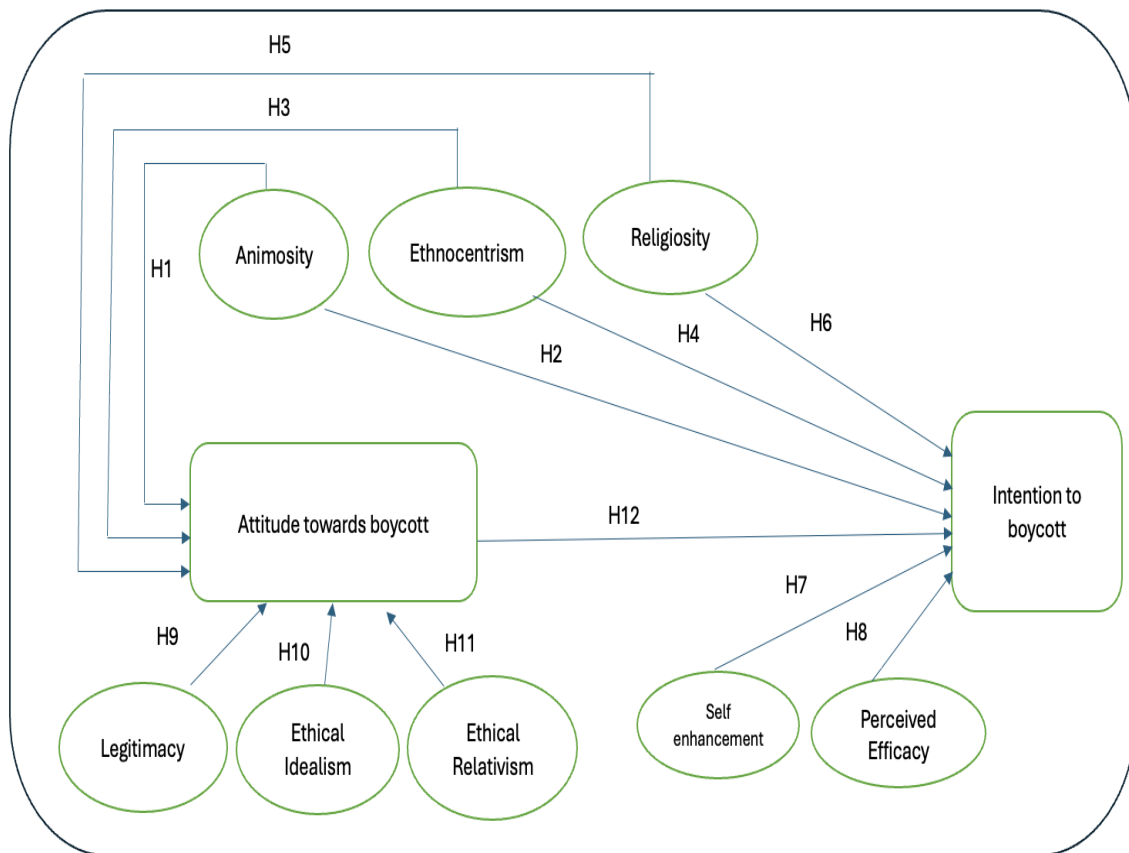 H5
H3
H1
Animosity
Ethnocentrism
Religiosity
H6
H4
H2
Attitude towards boycott
H12
Intention to
boycott
H7
H8
H9
H10
H11
Legitimacy
Ethical
Idealism
Ethical
Relativism
Self
enhancement
Perceived
Efficacy